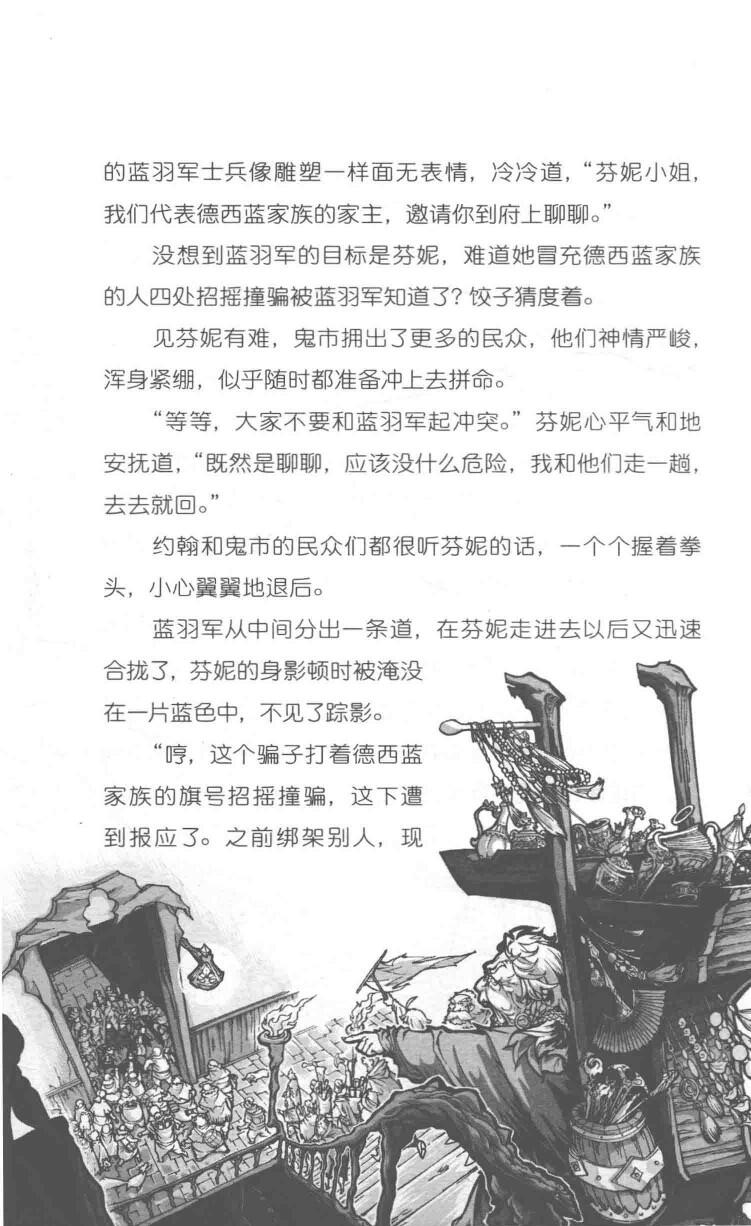 的蓝羽军士兵像雕塑一样面无表情，冷冷道，“芬妮小姐，
我们代表德西蓝家族的家主，邀请你到府上聊聊。”
没想到蓝羽军的目标是芬妮，难道她冒充德西蓝家族
的人四处招摇撞骗被蓝羽军知道了？饺子猜度着。
见芬妮有难，鬼市拥出了更多的民众，他们神情严峻，
浑身紧绷，似乎随时都准备冲上去拼命。
“等等，大家不要和蓝羽军起冲突。”芬妮心平气和地
安抚道，“既然是聊聊，应该没什么危险，我和他们走一趟，
去去就回。”
约翰和鬼市的民众们都很听芬妮的话，一个个握着拳
头，小心翼翼地退后。
蓝羽军从中间分出一条道，在芬妮走进去以后又迅速
合拢了，芬妮的身影顿时被淹没
在一片蓝色中，不见了踪影。
“哼，这个骗子打着德西蓝
家族的旗号招摇撞骗，这下遭
到报应了。之前绑架别人，现